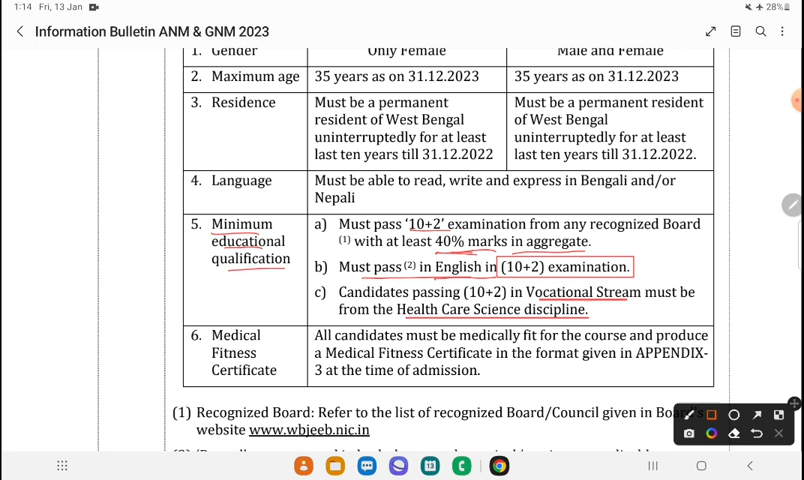 1:14 Fri, 13 Jan
28%
Information Bulletin ANM & GNM 2023
1. Gender Only Female Male and Female
2. Maximum age 35 years as on 31.12.2023 35 years as on 31.12.2023
3. Residence Must be a permanent Must be a permanent resident
resident of West Bengal of West Bengal
uninterruptedly for at least uninterruptedly for at least
last ten years till 31.12.2022 last ten years till 31.12.2022.
4. Language Must be able to read, write and express in Bengali and/or
Nepali
5. Minimum a) Must pass ‘10+2’ examination from any recognized Board
educational (1) with at least 40% marks in aggregate.
qualification b) Must pass (2) in English in (10+2) examination.
c) Candidates passing (10+2) in Vocational Stream must be
from the Health Care Science discipline.
6. Medical All candidates must be medically fit for the course and produce
Fitness a Medical Fitness Certificate in the format given in APPENDIX-
Certificate 3 at the time of admission.
(1) Recognized Board: Refer to the list of recognized Board/Council given in Board's
website www.wbjeeb.nic.in
13